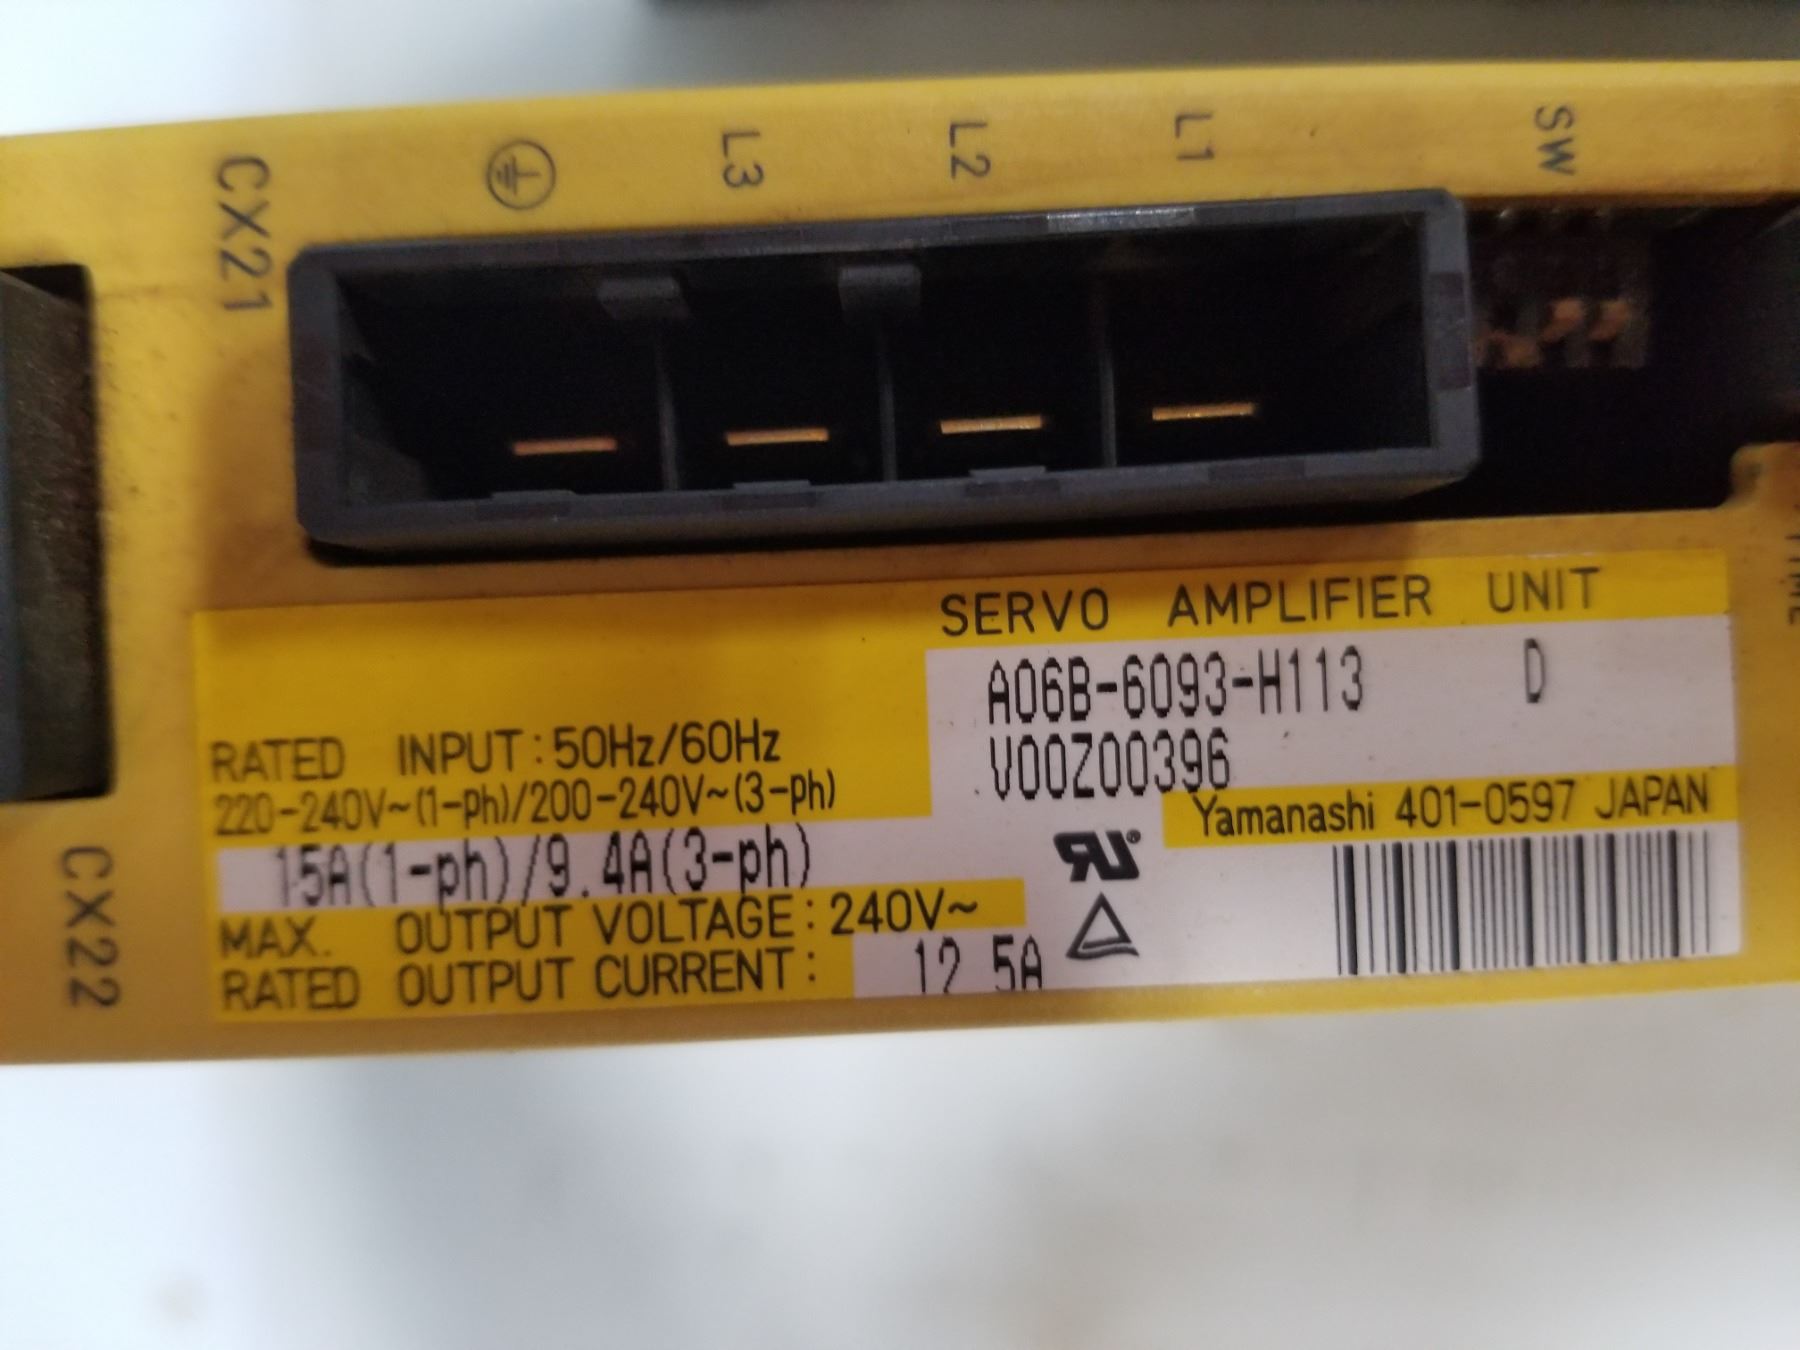 CX21
L3
L2
L1
SW
SERVO AMPLIFIER UNIT
A06B-6093-H113 D
V00Z00396
Yamanashi 401-0597 JAPAN
RATED INPUT:50Hz/60Hz
220-240V~(1-ph)/200-240V~(3-ph)
15A(1-ph)/9.4A(3-ph)
MAX. OUTPUT VOLTAGE:240V~
RATED OUTPUT CURRENT: 12.5A
CX22